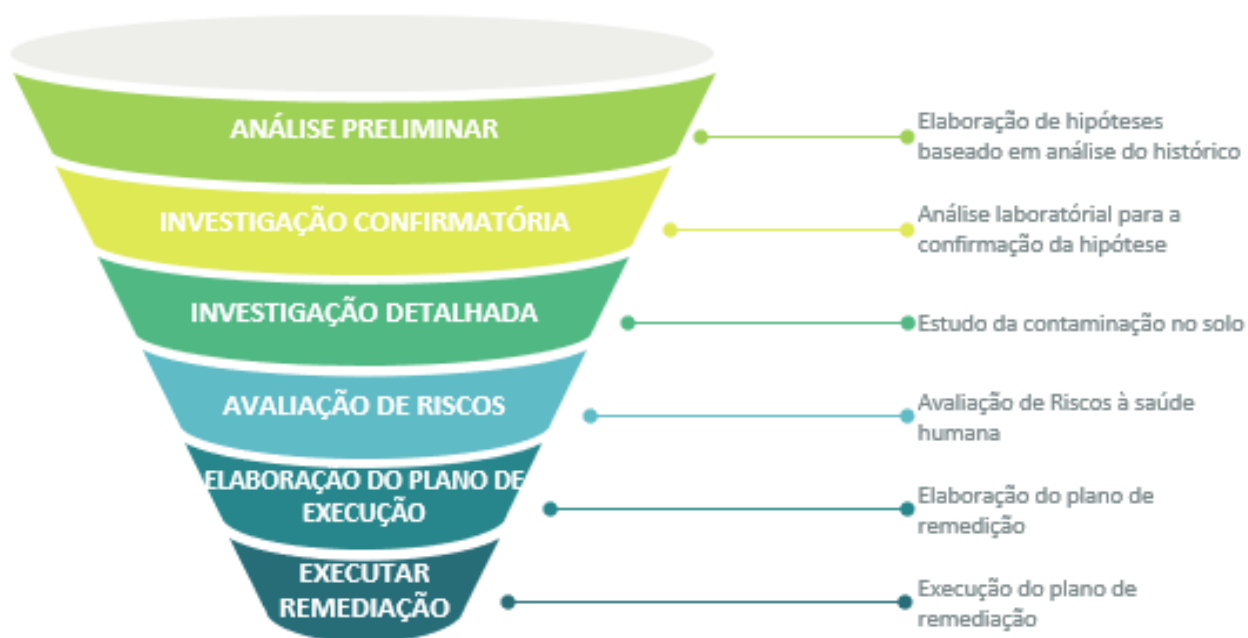 ANÁLISE PRELIMINAR
Elaboração de hipóteses
baseado em análise do histórico
INVESTIGAÇÃO CONFIRMATÓRIA
Análise laboratórial para a
confirmação da hipótese
INVESTIGAÇÃO DETALHADA
Estudo da contaminação no solo
AVALIAÇÃO DE RISCOS
Avaliação de Riscos à saúde
humana
ELABORAÇÃO DO PLANO DE
EXECUÇÃO
Elaboração do plano de
remedição
EXECUTAR
REMEDIAÇÃO
Execução do plano de
remediação